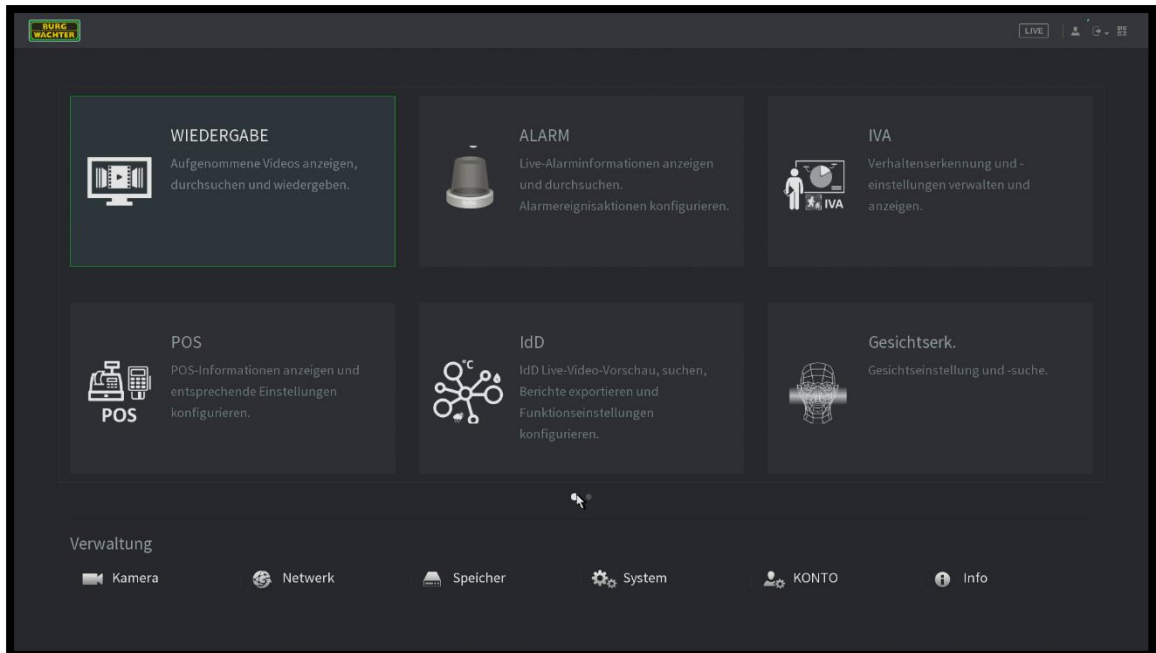 BURG
WÄCHTER
LIVE
WIEDERGABE
Aufgenommene Videos anzeigen,
durchsuchen und wiedergeben.
ALARM
Live-Alarminformationen anzeigen
und durchsuchen.
Alarmereignisaktionen konfigurieren.
IVA
Verhaltenserkennung und -
einstellungen verwalten und
anzeigen.
IVA
POS
POS-Informationen anzeigen und
entsprechende Einstellungen
konfigurieren.
POS
IdD
IdD Live-Video-Vorschau, suchen,
Berichte exportieren und
Funktionseinstellungen
konfigurieren.
°C
Gesichtserk.
Gesichtseinstellung und -suche.
Verwaltung
Kamera
Netwerk
Speicher
System
KONTO
Info